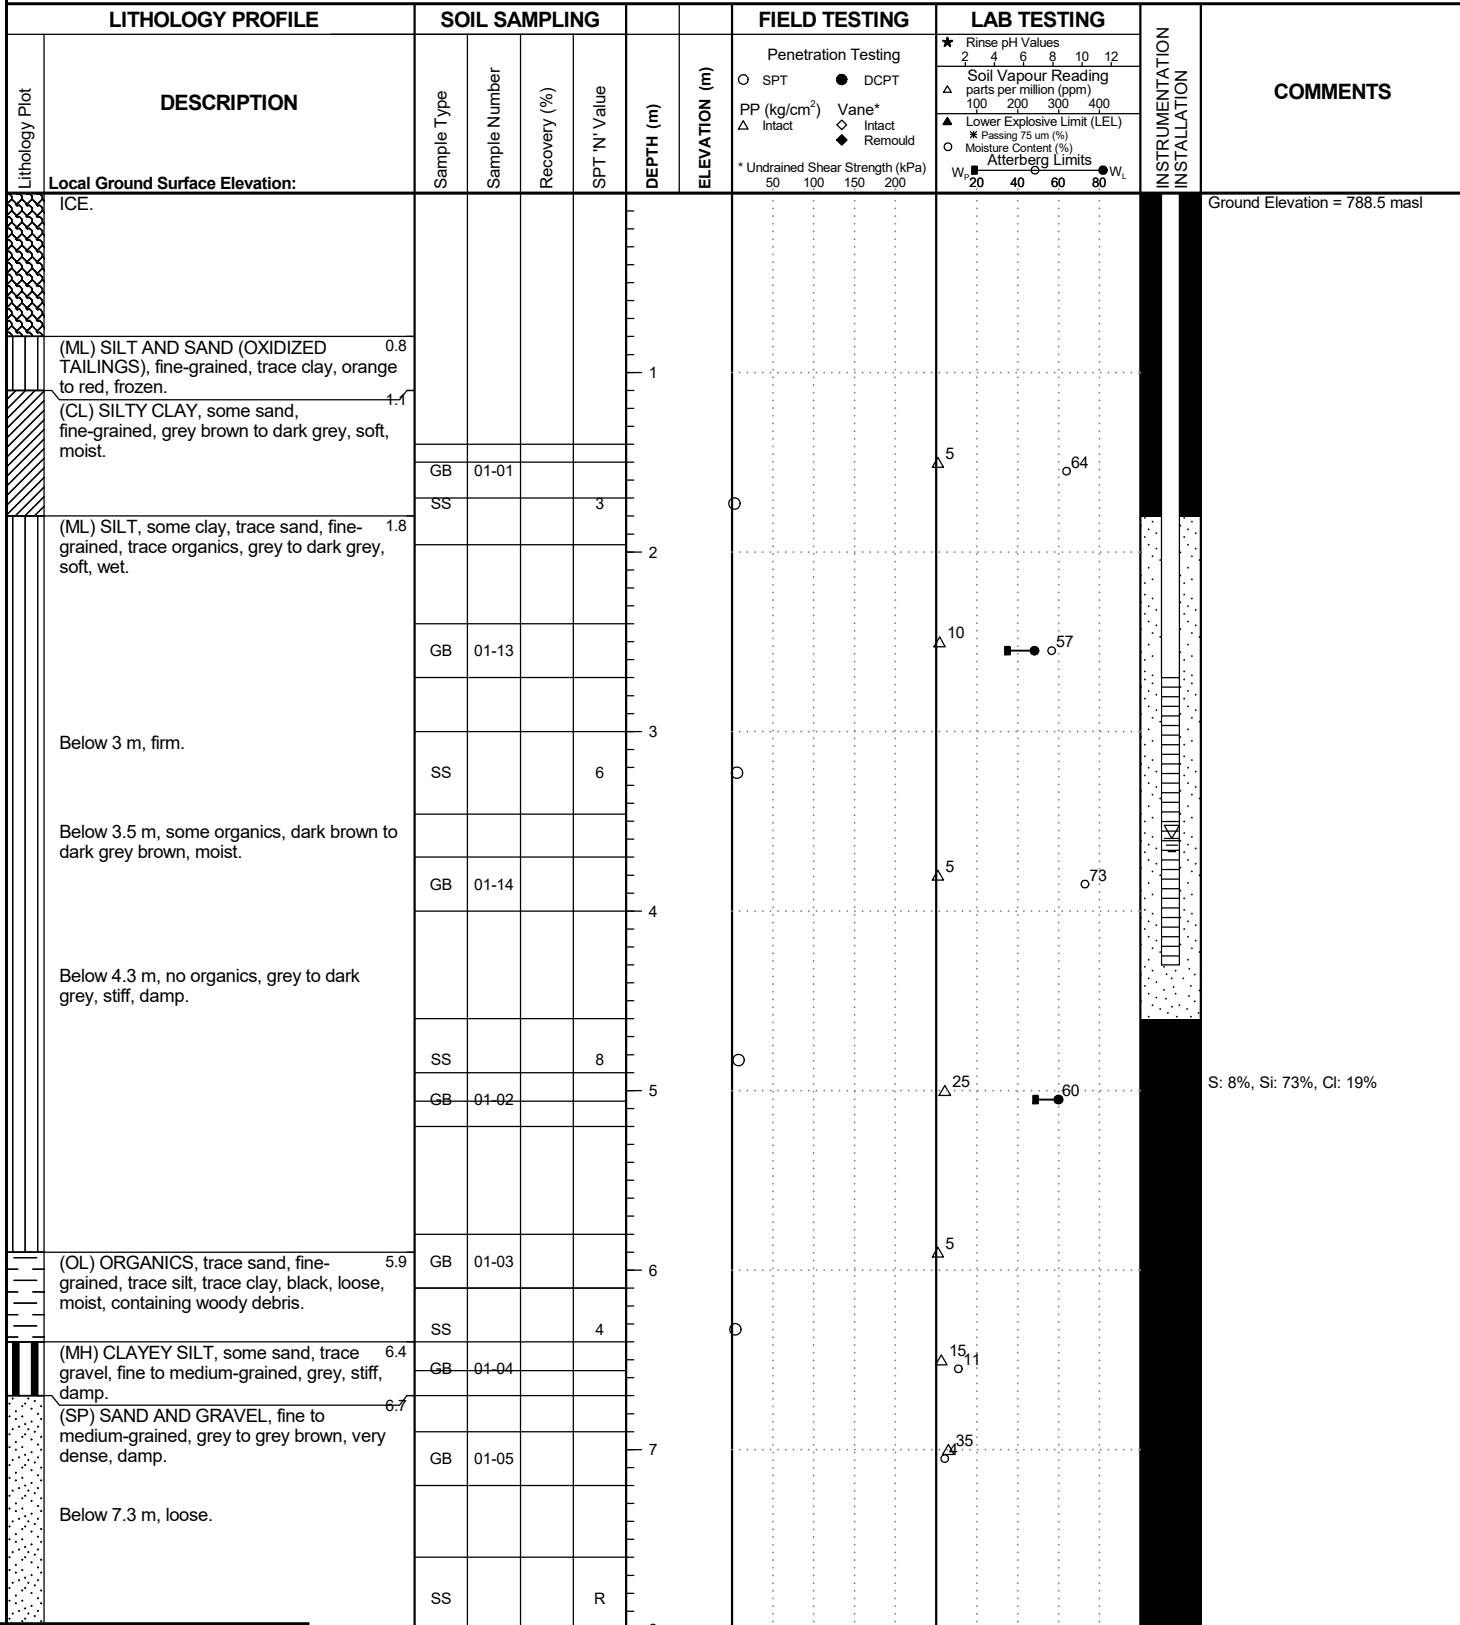 LITHOLOGY PROFILE
SOIL SAMPLING
FIELD TESTING
LAB TESTING
Lithology Plot
DESCRIPTION
Local Ground Surface Elevation:
Sample Type
Sample Number
Recovery (%)
SPT 'N' Value
DEPTH (m)
ELEVATION (m)
Penetration Testing
SPT
DCPT
PP (kg/cm²)
Vane*
Intact
Intact
Remould
* Undrained Shear Strength (kPa)
50 100 150 200
Rinse pH Values
2 4 6 8 10 12
Soil Vapour Reading
parts per million (ppm)
100 200 300 400
Lower Explosive Limit (LEL)
Passing 75 um (%)
Moisture Content (%)
Atterberg Limits
WP
WL
20 40 60 80
INSTRUMENTATION
INSTALLATION
COMMENTS
ICE.
Ground Elevation = 788.5 masl
(ML) SILT AND SAND (OXIDIZED 0.8
TAILINGS), fine-grained, trace clay, orange
to red, frozen.
1
1.1
(CL) SILTY CLAY, some sand,
fine-grained, grey brown to dark grey, soft,
moist.
5
64
GB 01-01
SS 3
(ML) SILT, some clay, trace sand, fine- 1.8
grained, trace organics, grey to dark grey,
soft, wet.
2
10
57
GB 01-13
3
Below 3 m, firm.
SS 6
Below 3.5 m, some organics, dark brown to
dark grey brown, moist.
5
73
GB 01-14
4
Below 4.3 m, no organics, grey to dark
grey, stiff, damp.
SS 8
25
60
5
S: 8%, Si: 73%, Cl: 19%
GB 01-02
5
(OL) ORGANICS, trace sand, fine- 5.9
grained, trace silt, trace clay, black, loose,
moist, containing woody debris.
GB 01-03
6
SS 4
(MH) CLAYEY SILT, some sand, trace 6.4
gravel, fine to medium-grained, grey, stiff,
damp.
15
11
GB 01-04
6.7
(SP) SAND AND GRAVEL, fine to
medium-grained, grey to grey brown, very
dense, damp.
35
4
7
GB 01-05
Below 7.3 m, loose.
SS R